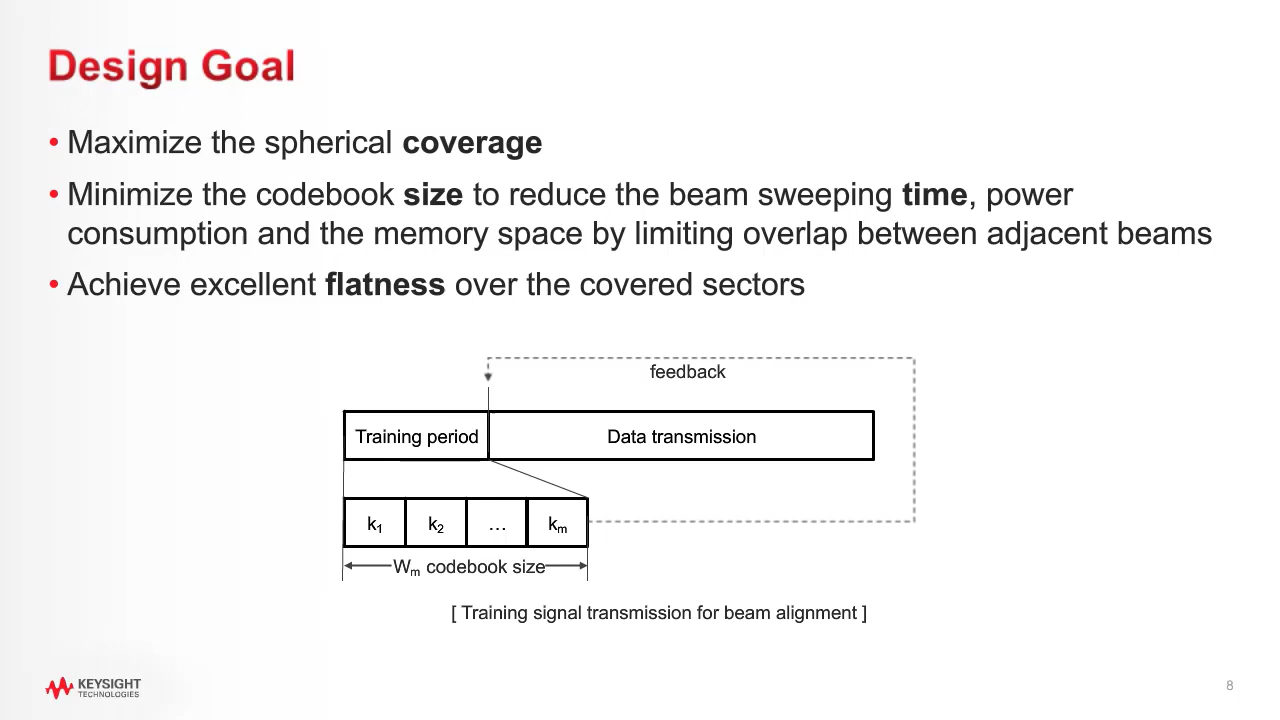 Design Goal
• Maximize the spherical coverage
• Minimize the codebook size to reduce the beam sweeping time, power
consumption and the memory space by limiting overlap between adjacent beams
• Achieve excellent flatness over the covered sectors
feedback
Training period
Data transmission
k1 k2 … km
Wm codebook size
[ Training signal transmission for beam alignment ]
KEYSIGHT
TECHNOLOGIES
8